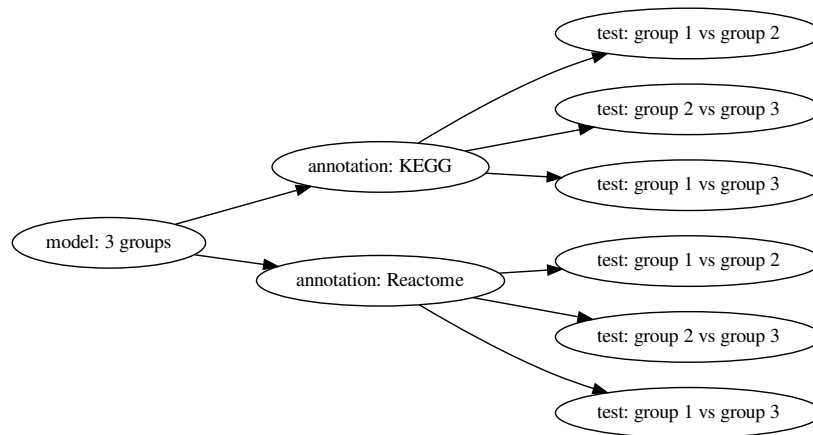 test: group 1 vs group 2
test: group 2 vs group 3
annotation: KEGG
test: group 1 vs group 3
model: 3 groups
test: group 1 vs group 2
annotation: Reactome
test: group 2 vs group 3
test: group 1 vs group 3